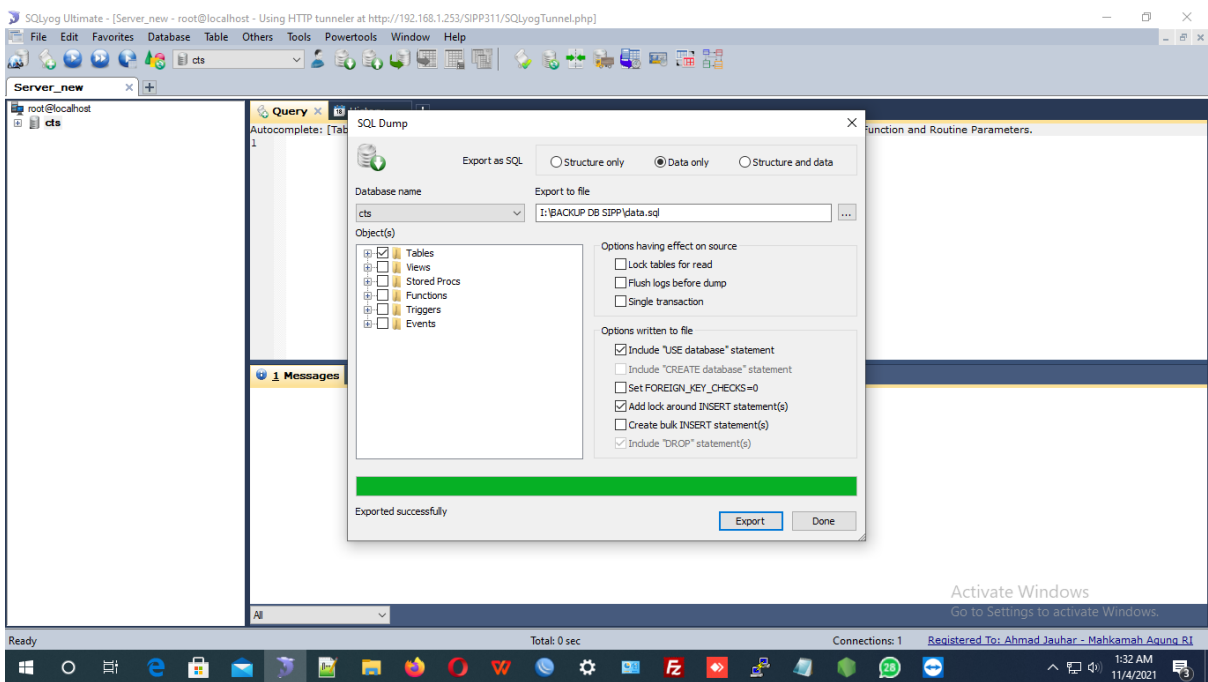 SQLyog Ultimate - [Server_new - root@localhost - Using HTTP tunneler at http://192.168.1.253/SIPP311/SQLyogTunnel.php]
File Edit Favorites Database Table Others Tools Powertools Window Help
cts
Server_new
root@localhost
cts
Query
Autocomplete: [Tab
Function and Routine Parameters.
1
SQL Dump
Export as SQL
Structure only
Data only
Structure and data
Database name
Export to file
cts
I:\BACKUP DB SIPP\data.sql
...
Object(s)
Tables
Views
Stored Procs
Functions
Triggers
Events
Options having effect on source
Lock tables for read
Flush logs before dump
Single transaction
Options written to file
Include "USE database" statement
Include "CREATE database" statement
Set FOREIGN_KEY_CHECKS=0
Add lock around INSERT statement(s)
Create bulk INSERT statement(s)
Include "DROP" statement(s)
Exported successfully
Export
Done
1 Messages
All
Activate Windows
Go to Settings to activate Windows.
Ready
Total: 0 sec
Connections: 1
Registered To: Ahmad Jauhar - Mahkamah Agung RI
28
1:32 AM
11/4/2021
3